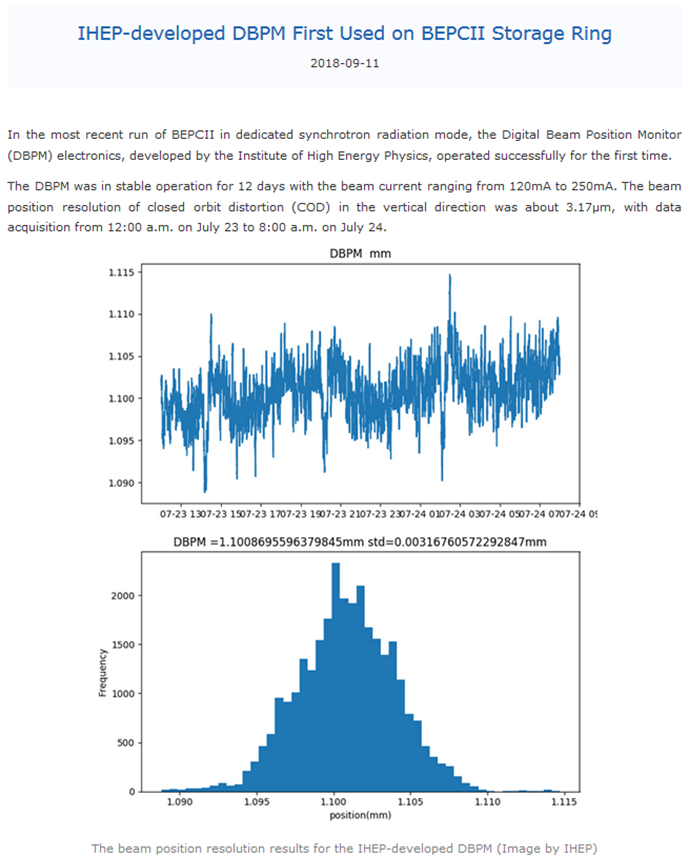 IHEP-developed DBPM First Used on BEPCII Storage Ring
2018-09-11
In the most recent run of BEPCII in dedicated synchrotron radiation mode, the Digital Beam Position Monitor
(DBPM) electronics, developed by the Institute of High Energy Physics, operated successfully for the first time.
The DBPM was in stable operation for 12 days with the beam current ranging from 120mA to 250mA. The beam
position resolution of closed orbit distortion (COD) in the vertical direction was about 3.17μm, with data
acquisition from 12:00 a.m. on July 23 to 8:00 a.m. on July 24.
DBPM mm
1.115
1.110
1.105
1.100
1.095
1.090
07-23 1307-23 1507-23 1707-23 1907-23 2107-23 2307-24 0107-24 0307-24 0507-24 0707-24 09
DBPM =1.1008695596379845mm std=0.00316760572292847mm
2000
1500
1000
500
0
Frequency
1.090 1.095 1.100 1.105 1.110 1.115
position(mm)
The beam position resolution results for the IHEP-developed DBPM (Image by IHEP)